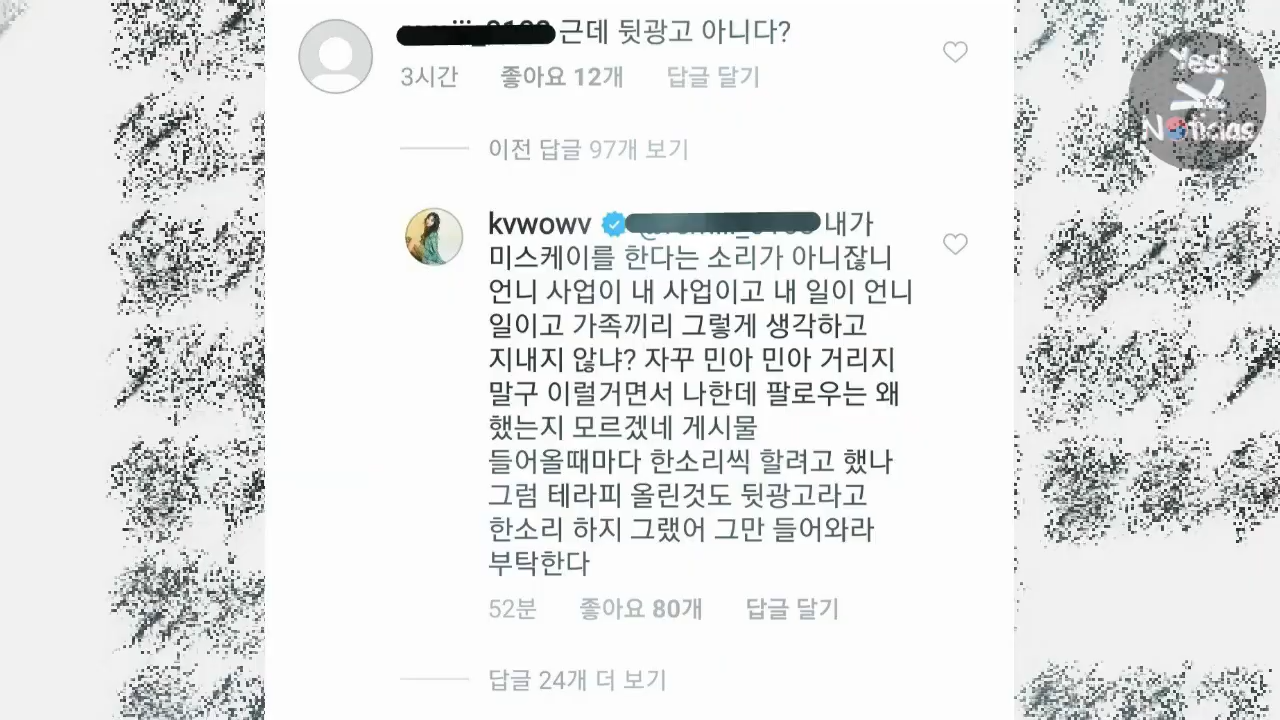 근데 뒷광고 아니다?
3시간 좋아요 12개 답글 달기
이전 답글 97개 보기
kvwowv 내가
미스케이를 한다는 소리가 아니잖니
언니 사업이 내 사업이고 내 일이 언니
일이고 가족끼리 그렇게 생각하고
지내지 않냐? 자꾸 민아 민아 거리지
말구 이럴거면서 나한데 팔로우는 왜
했는지 모르겠네 게시물
들어올때마다 한소리씩 할려고 했나
그럼 테라피 올린것도 뒷광고라고
한소리 하지 그랬어 그만 들어와라
부탁한다
52분 좋아요 80개 답글 달기
답글 24개 더 보기
Yes!